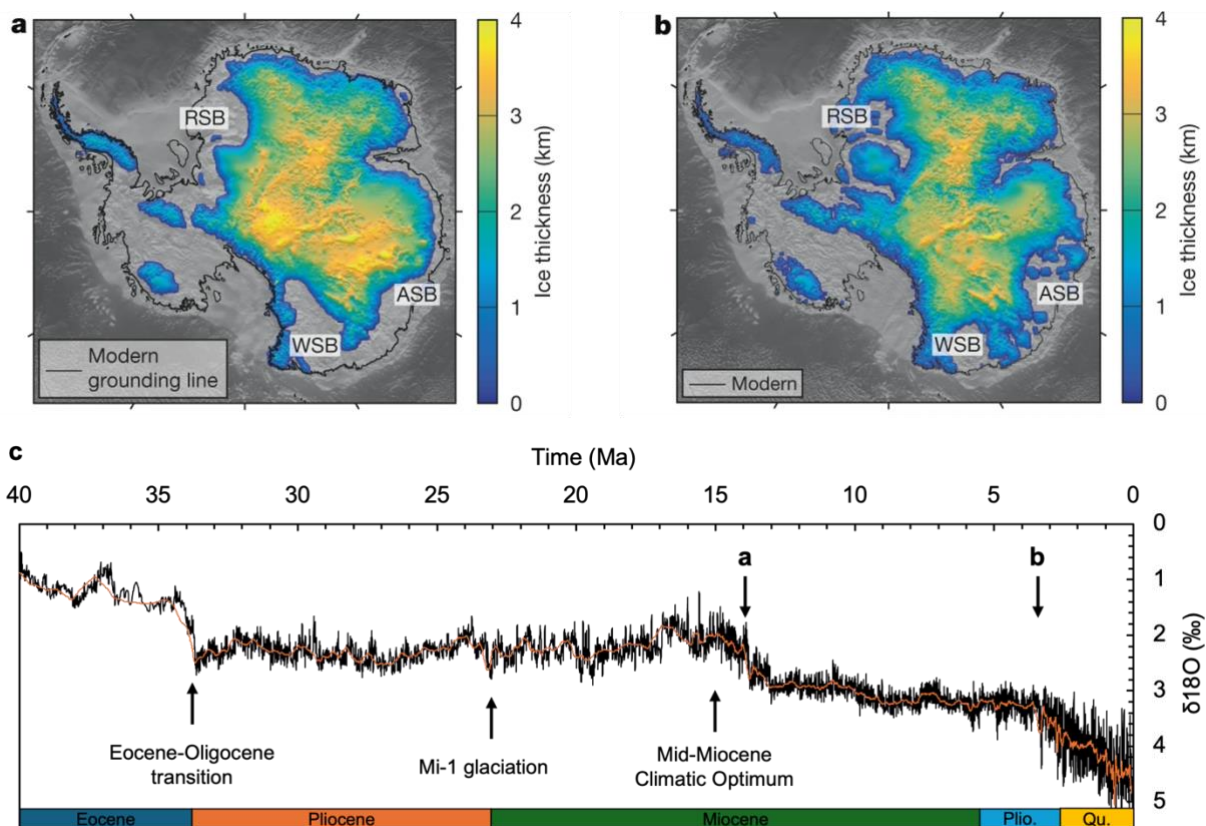 a
RSB
ASB
WSB
Modern
grounding line
4
3
2
1
0
Ice thickness (km)
b
RSB
ASB
WSB
Modern
4
3
2
1
0
Ice thickness (km)
c
Time (Ma)
40 35 30 25 20 15 10 5 0
a
b
0
1
2
3
4
5
δ18O (‰)
Eocene-Oligocene
transition
Mi-1 glaciation
Mid-Miocene
Climatic Optimum
Eocene Pliocene Miocene Plio. Qu.